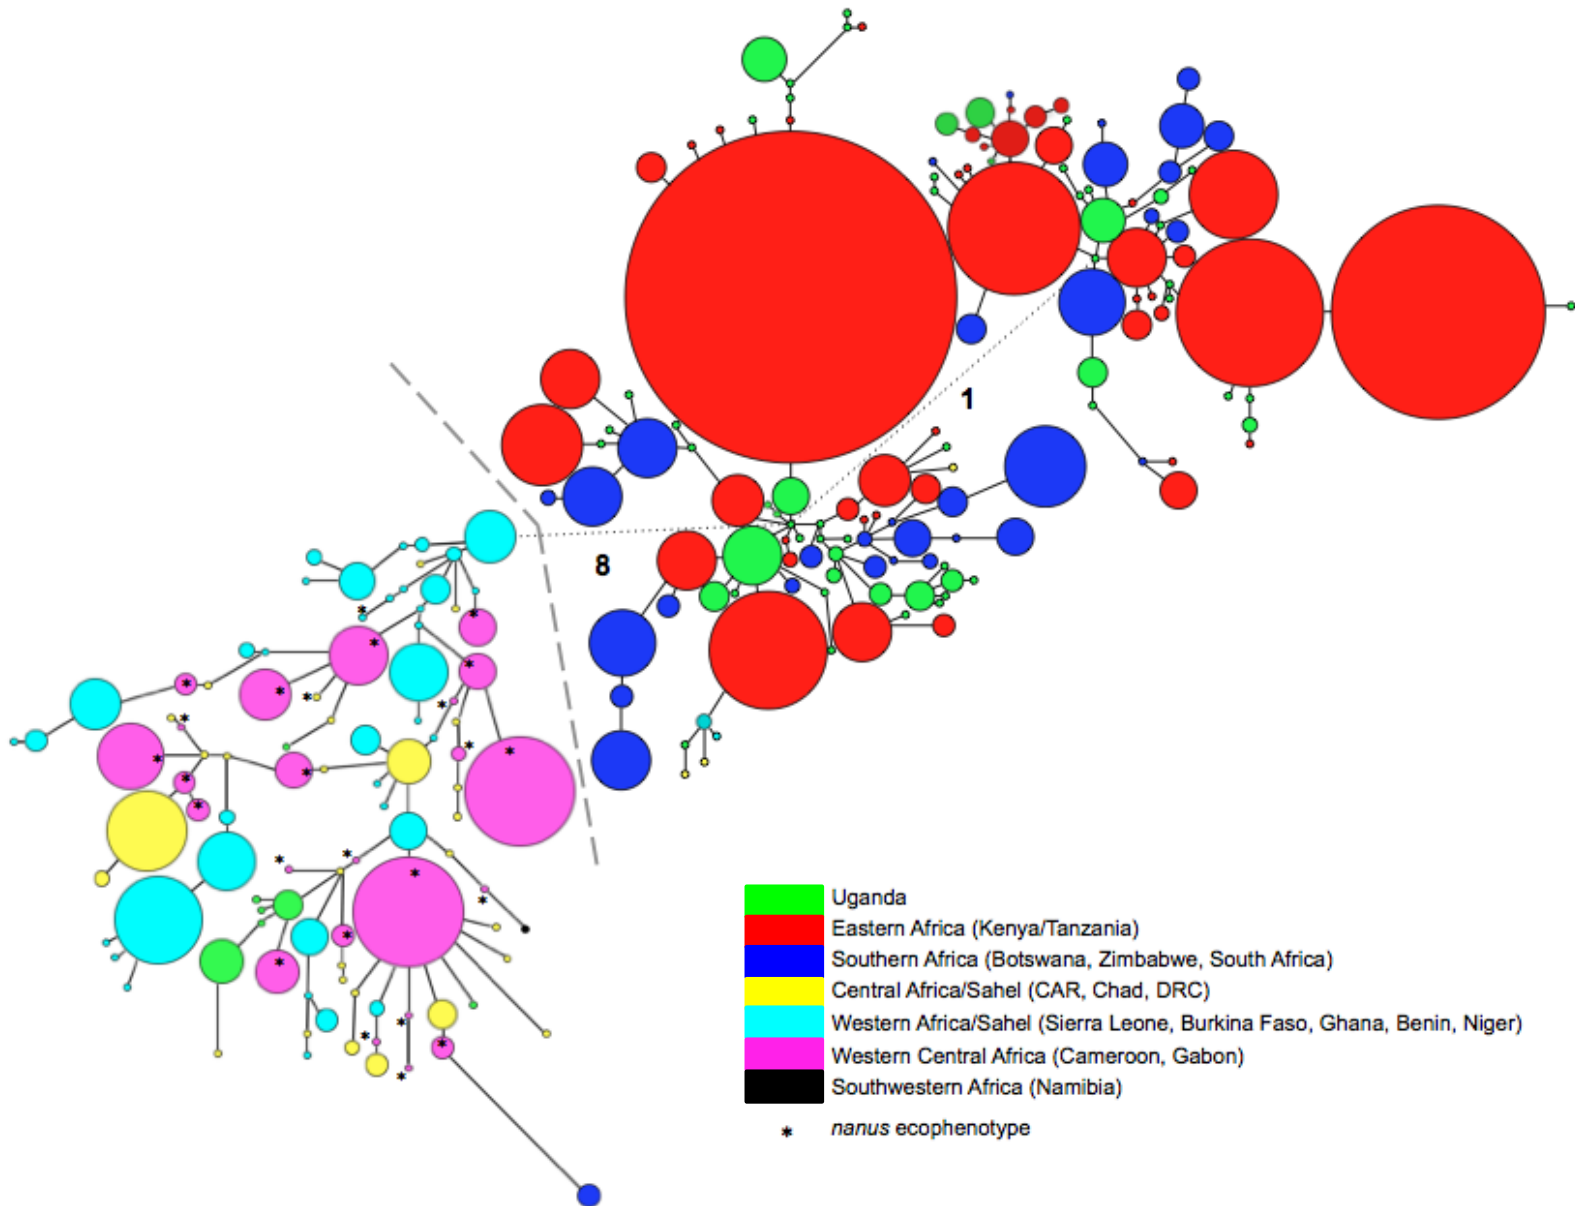 1
8
Uganda
Eastern Africa (Kenya/Tanzania)
Southern Africa (Botswana, Zimbabwe, South Africa)
Central Africa/Sahel (CAR, Chad, DRC)
Western Africa/Sahel (Sierra Leone, Burkina Faso, Ghana, Benin, Niger)
Western Central Africa (Cameroon, Gabon)
Southwestern Africa (Namibia)
* nanus ecophenotype